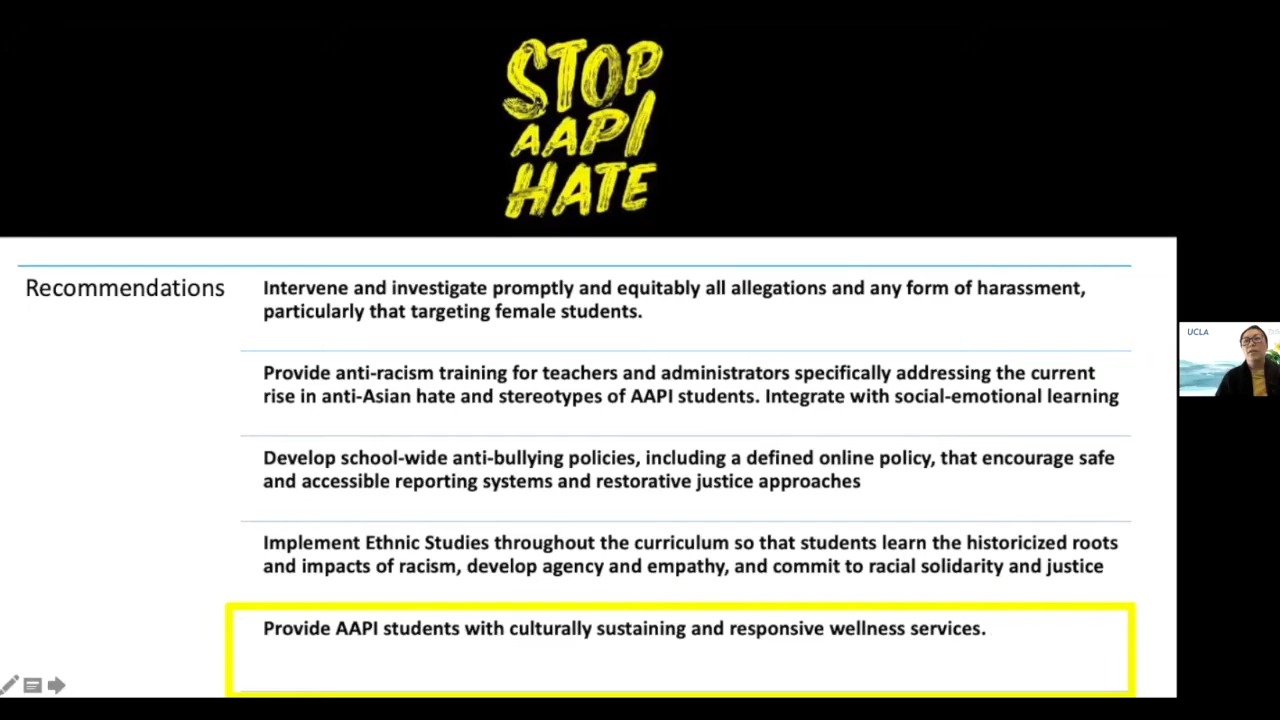 STOP
AAPI
HATE
Recommendations
Intervene and investigate promptly and equitably all allegations and any form of harassment,
particularly that targeting female students.
Provide anti-racism training for teachers and administrators specifically addressing the current
rise in anti-Asian hate and stereotypes of AAPI students. Integrate with social-emotional learning
Develop school-wide anti-bullying policies, including a defined online policy, that encourage safe
and accessible reporting systems and restorative justice approaches
Implement Ethnic Studies throughout the curriculum so that students learn the historicized roots
and impacts of racism, develop agency and empathy, and commit to racial solidarity and justice
Provide AAPI students with culturally sustaining and responsive wellness services.
UCLA